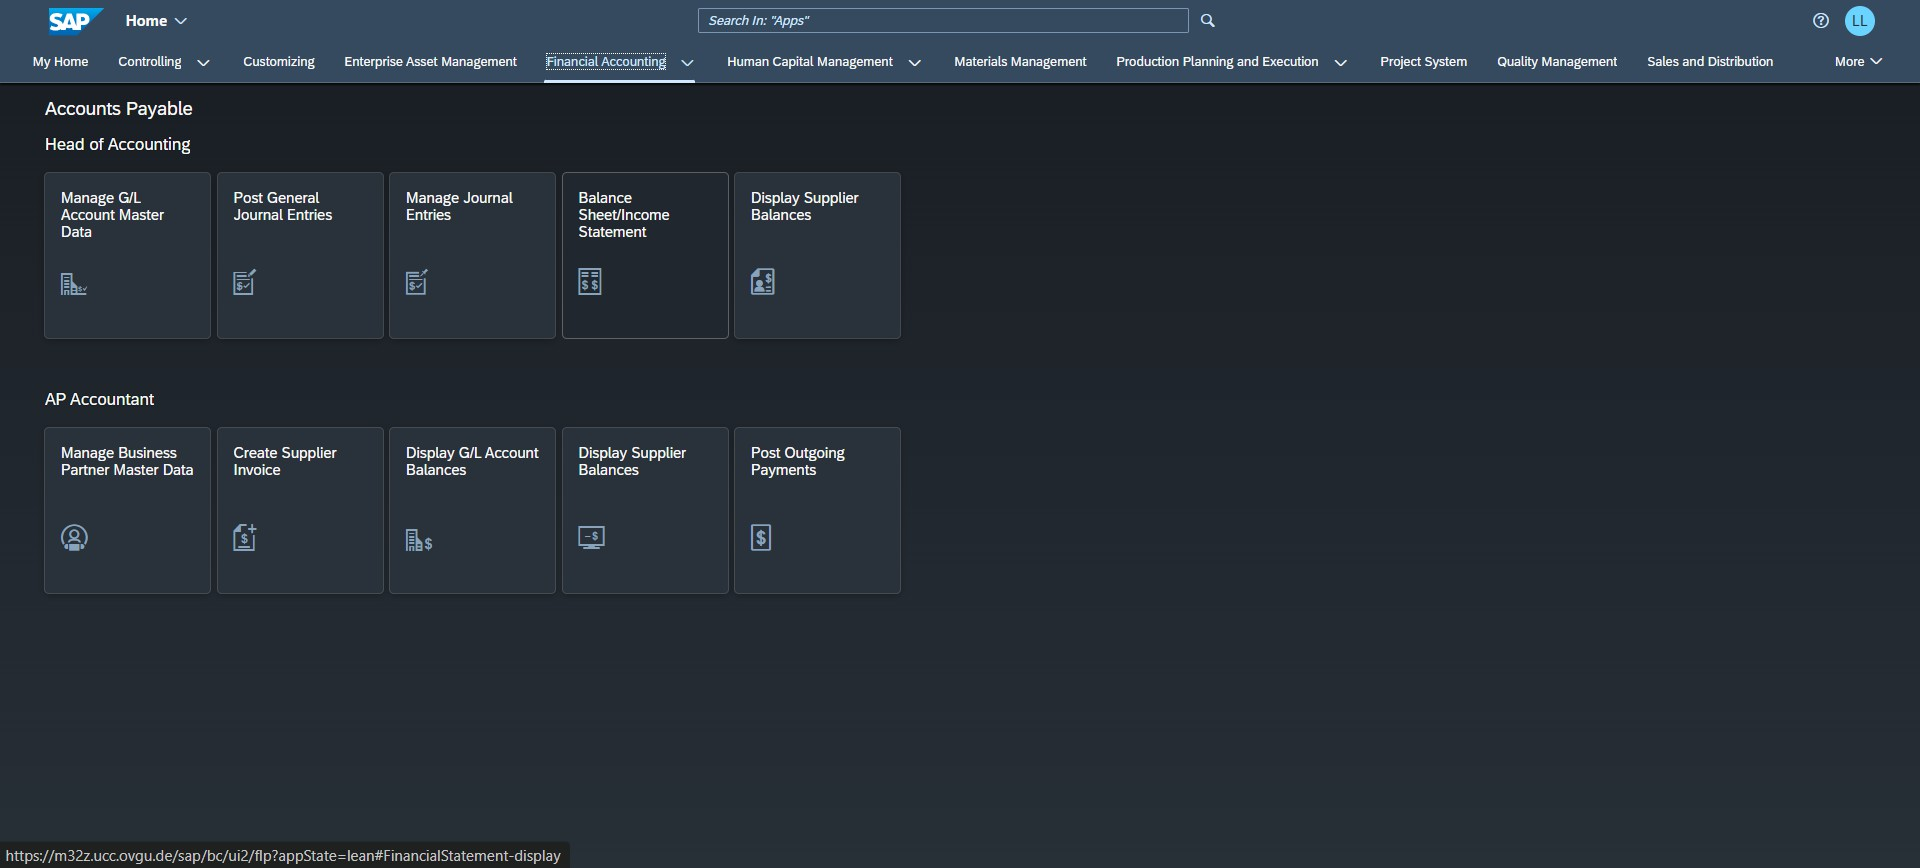 SAP Home
Search In: "Apps"
LL
My Home Controlling Customizing Enterprise Asset Management Financial Accounting Human Capital Management Materials Management Production Planning and Execution Project System Quality Management Sales and Distribution More
Accounts Payable
Head of Accounting
Manage G/L
Account Master
Data
Post General
Journal Entries
Manage Journal
Entries
Balance
Sheet/Income
Statement
Display Supplier
Balances
AP Accountant
Manage Business
Partner Master Data
Create Supplier
Invoice
Display G/L Account
Balances
Display Supplier
Balances
Post Outgoing
Payments
https://m32z.ucc.ovgu.de/sap/bc/ui2/flp?appState=lean#FinancialStatement-display